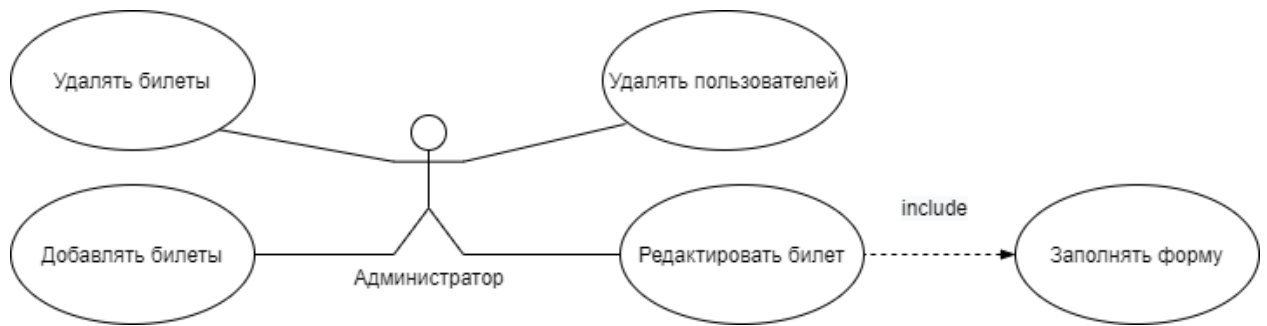 Удалять билеты
Удалять пользователей
include
Добавлять билеты
Редактировать билет
Заполнять форму
Администратор